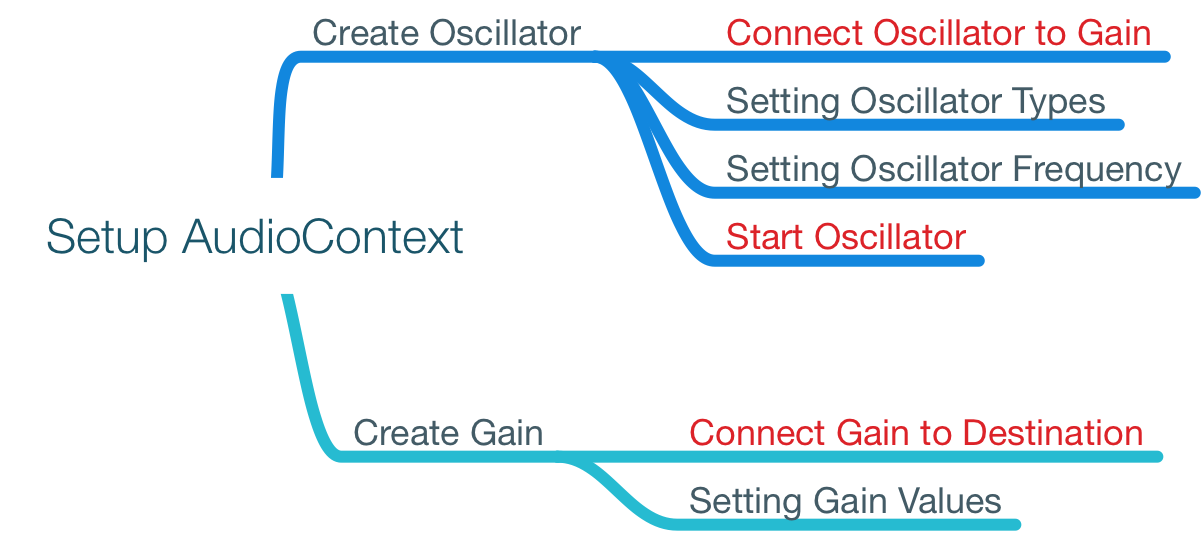 Create Oscillator
Connect Oscillator to Gain
Setting Oscillator Types
Setting Oscillator Frequency
Start Oscillator
Setup AudioContext
Create Gain
Connect Gain to Destination
Setting Gain Values